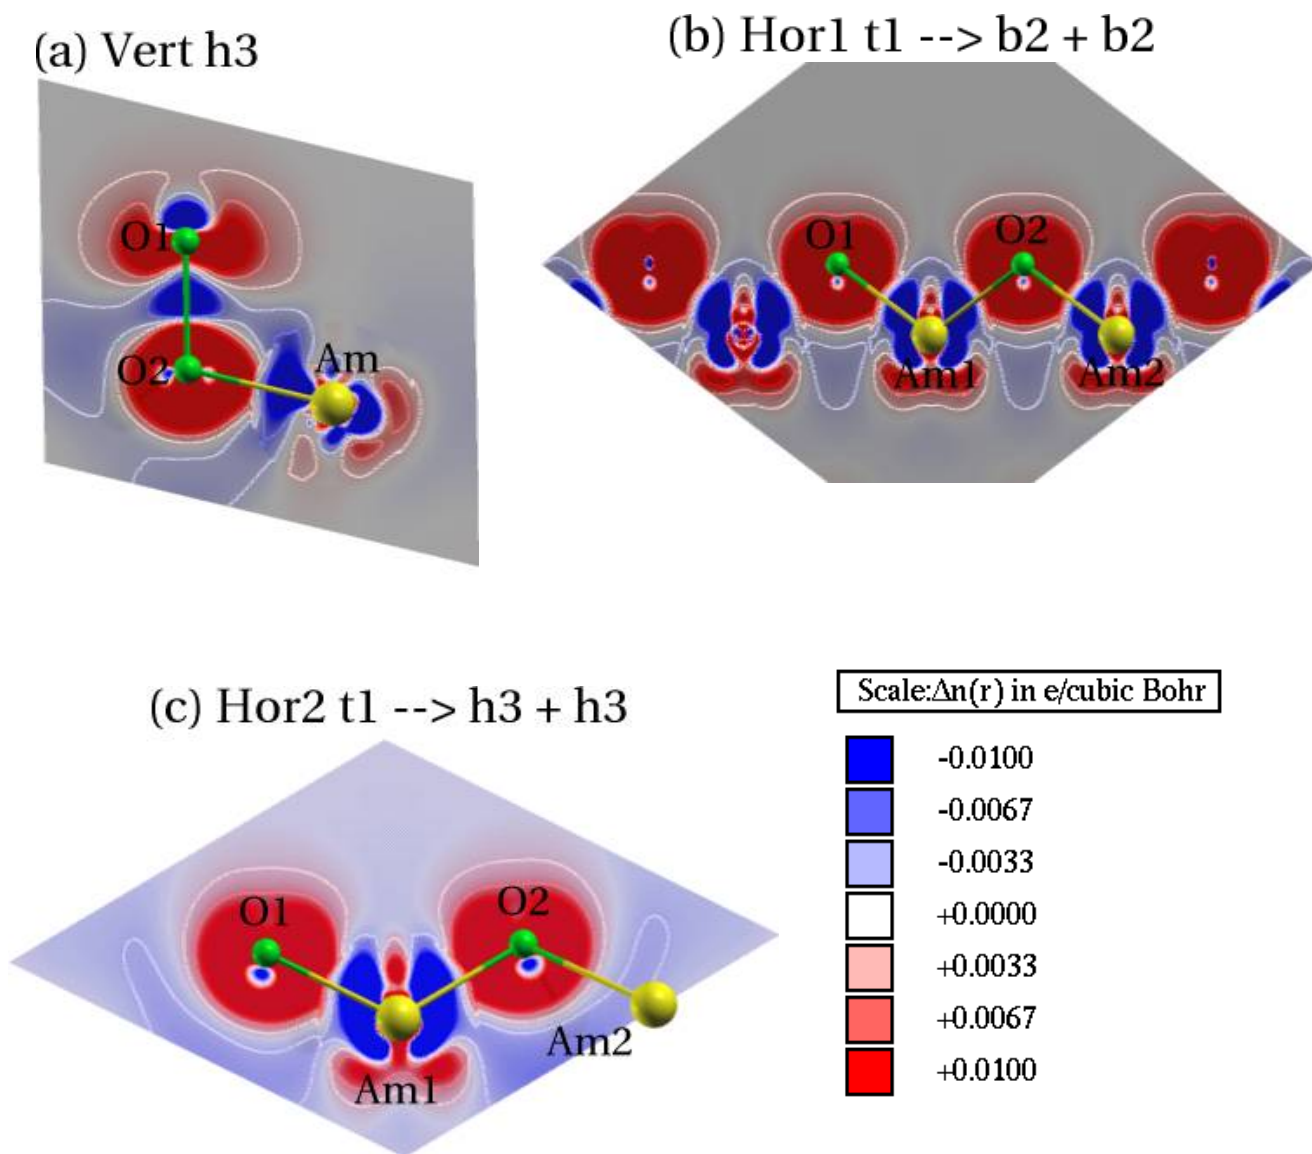 (a) Vert h3
(b) Hor1 t1 --> b2 + b2
O1
O2
Am
O1
O2
Am1
Am2
(c) Hor2 t1 --> h3 + h3
O1
O2
Am1
Am2
Scale:Δn(r) in e/cubic Bohr
-0.0100
-0.0067
-0.0033
+0.0000
+0.0033
+0.0067
+0.0100